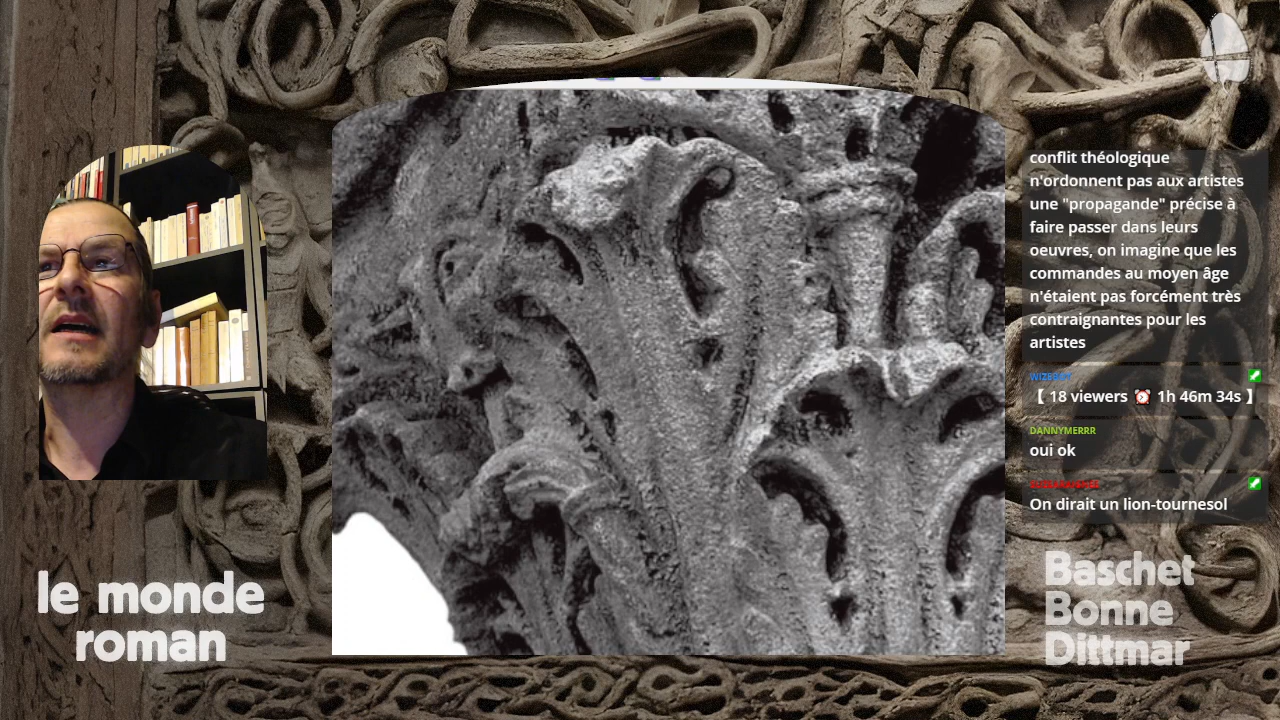 conflit théologique
n'ordonnent pas aux artistes
une "propagande" précise à
faire passer dans leurs
oeuvres, on imagine que les
commandes au moyen âge
n'étaient pas forcément très
contraignantes pour les
artistes
【 18 viewers ⏰ 1h 46m 34s 】
DANNYMERRR
oui ok
On dirait un lion-tournesol
le monde
roman
Baschet
Bonne
Dittmar